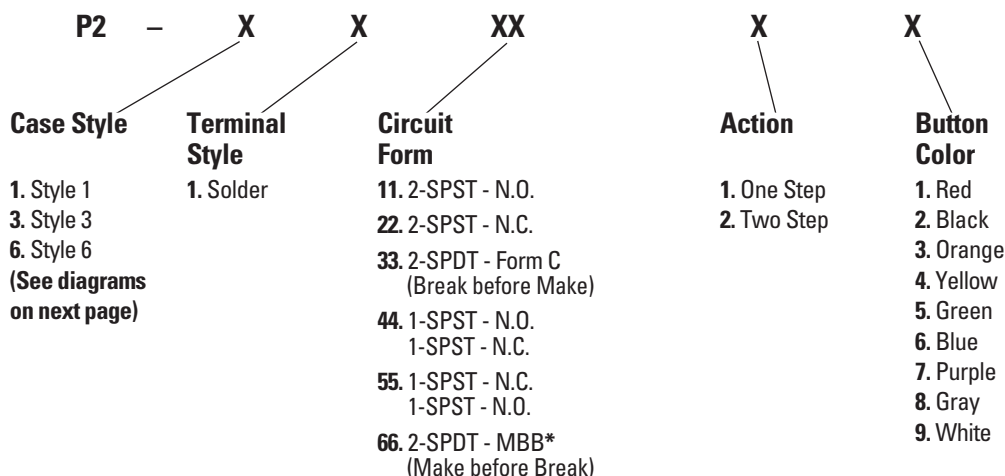 P2 – X X XX X X
Case Style
1. Style 1
3. Style 3
6. Style 6
(See diagrams
on next page)
Terminal
Style
1. Solder
Circuit
Form
11. 2-SPST - N.O.
22. 2-SPST - N.C.
33. 2-SPDT - Form C
(Break before Make)
44. 1-SPST - N.O.
1-SPST - N.C.
55. 1-SPST - N.C.
1-SPST - N.O.
66. 2-SPDT - MBB*
(Make before Break)
Action
1. One Step
2. Two Step
Button
Color
1. Red
2. Black
3. Orange
4. Yellow
5. Green
6. Blue
7. Purple
8. Gray
9. White